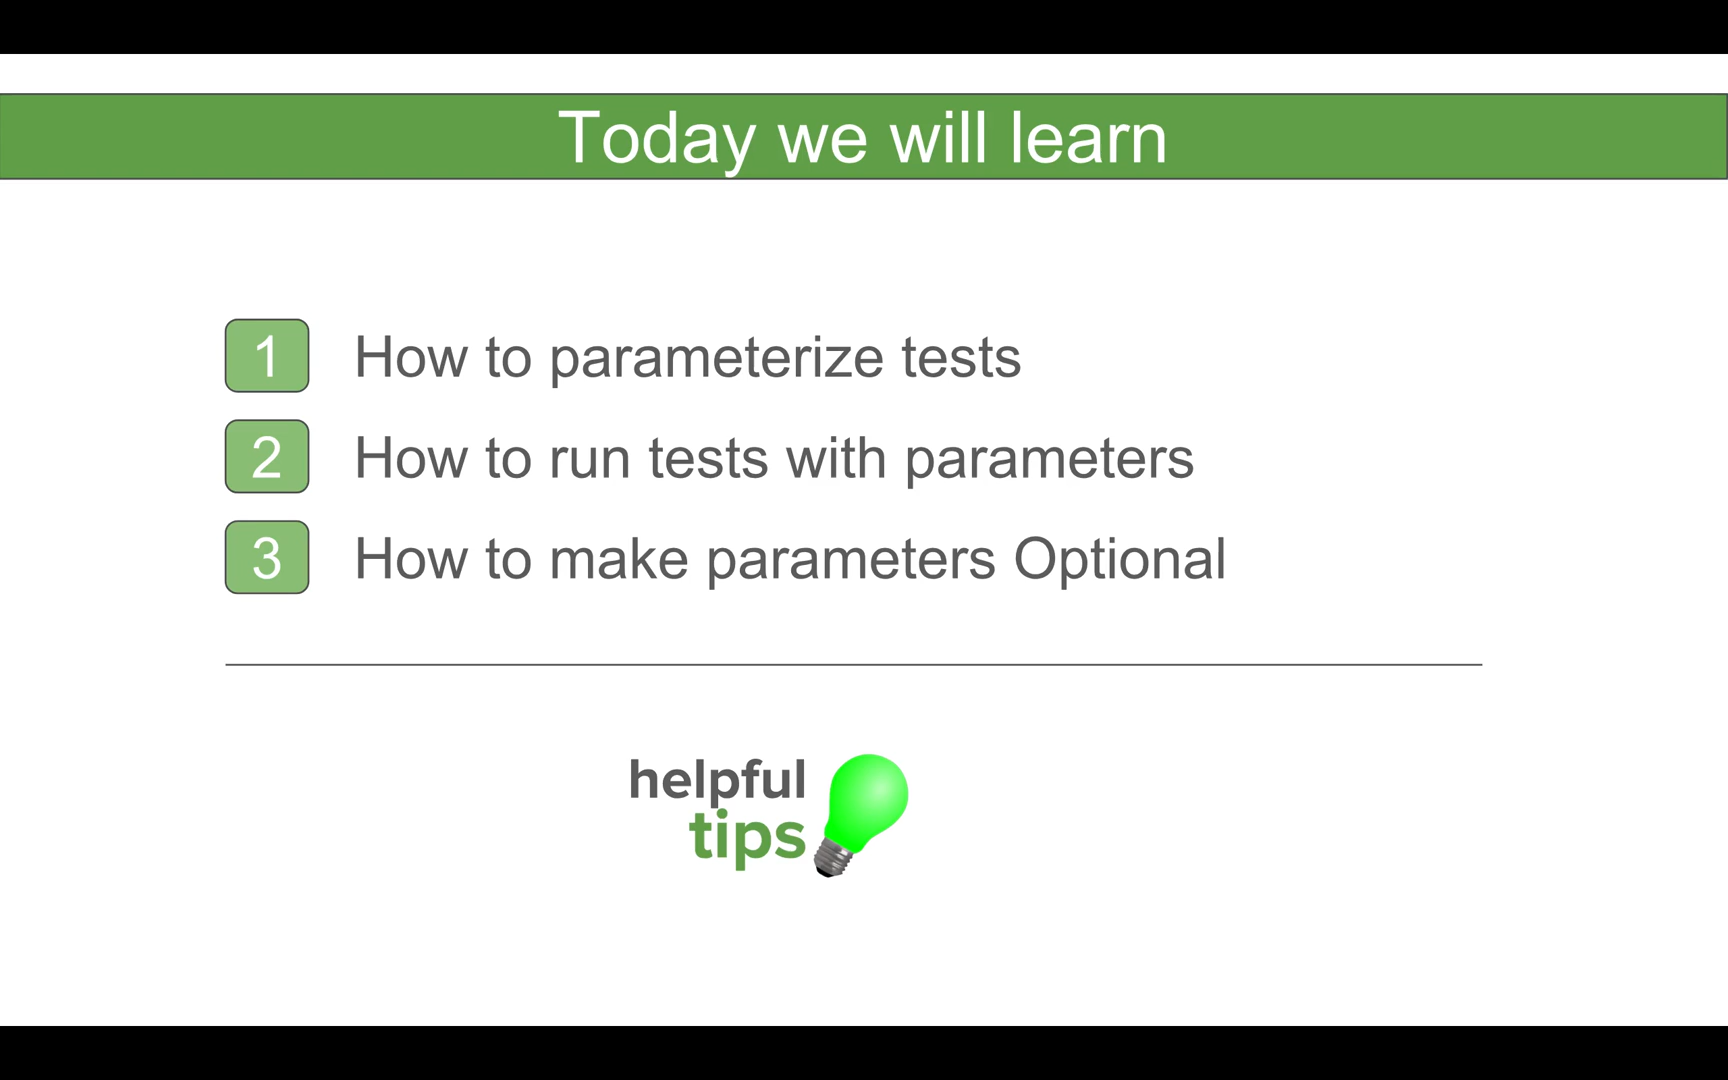 Today we will learn
1 How to parameterize tests
2 How to run tests with parameters
3 How to make parameters Optional
helpful
tips